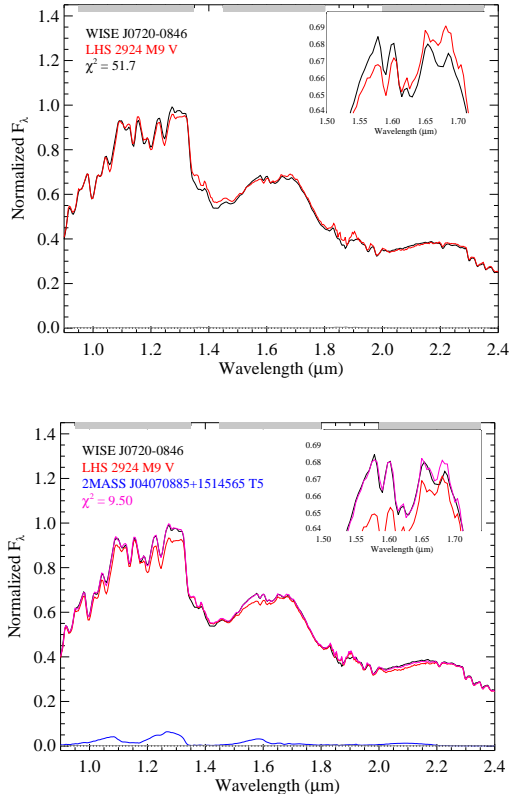 WISE J0720-0846
LHS 2924 M9 V
χ² = 51.7
0.69
0.68
0.67
0.66
0.65
0.64
1.50 1.55 1.60 1.65 1.70
Wavelength (μm)
1.4
1.2
1.0
0.8
0.6
0.4
0.2
0.0
Normalized Fλ
1.0 1.2 1.4 1.6 1.8 2.0 2.2 2.4
Wavelength (μm)
WISE J0720-0846
LHS 2924 M9 V
2MASS J04070885+1514565 T5
χ² = 9.50
0.69
0.68
0.67
0.66
0.65
0.64
1.50 1.55 1.60 1.65 1.70
Wavelength (μm)
1.4
1.2
1.0
0.8
0.6
0.4
0.2
0.0
Normalized Fλ
1.0 1.2 1.4 1.6 1.8 2.0 2.2 2.4
Wavelength (μm)